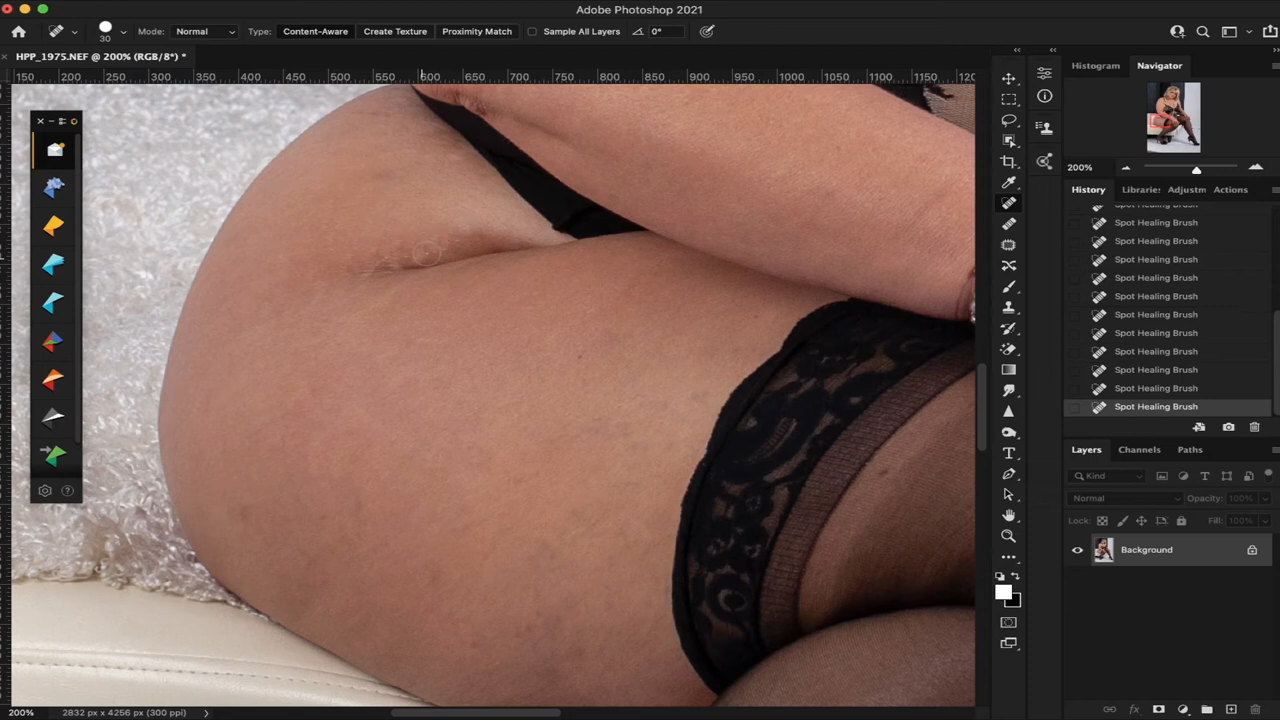 Adobe Photoshop 2021
30 Mode: Normal Type: Content-Aware Create Texture Proximity Match Sample All Layers 0°
HPP_1975.NEF @ 200% (RGB/8*) *
150 200 250 300 350 400 450 500 550 600 650 700 750 800 850 900 950 1000 1050 1100 1150 120
Histogram Navigator
200%
History Libraries Adjustm Actions
Spot Healing Brush
Spot Healing Brush
Spot Healing Brush
Spot Healing Brush
Spot Healing Brush
Spot Healing Brush
Spot Healing Brush
Spot Healing Brush
Spot Healing Brush
Spot Healing Brush
Spot Healing Brush
Layers Channels Paths
Kind
Normal Opacity: 100%
Lock: Fill: 100%
Background
200% 2832 px x 4256 px (300 ppi)